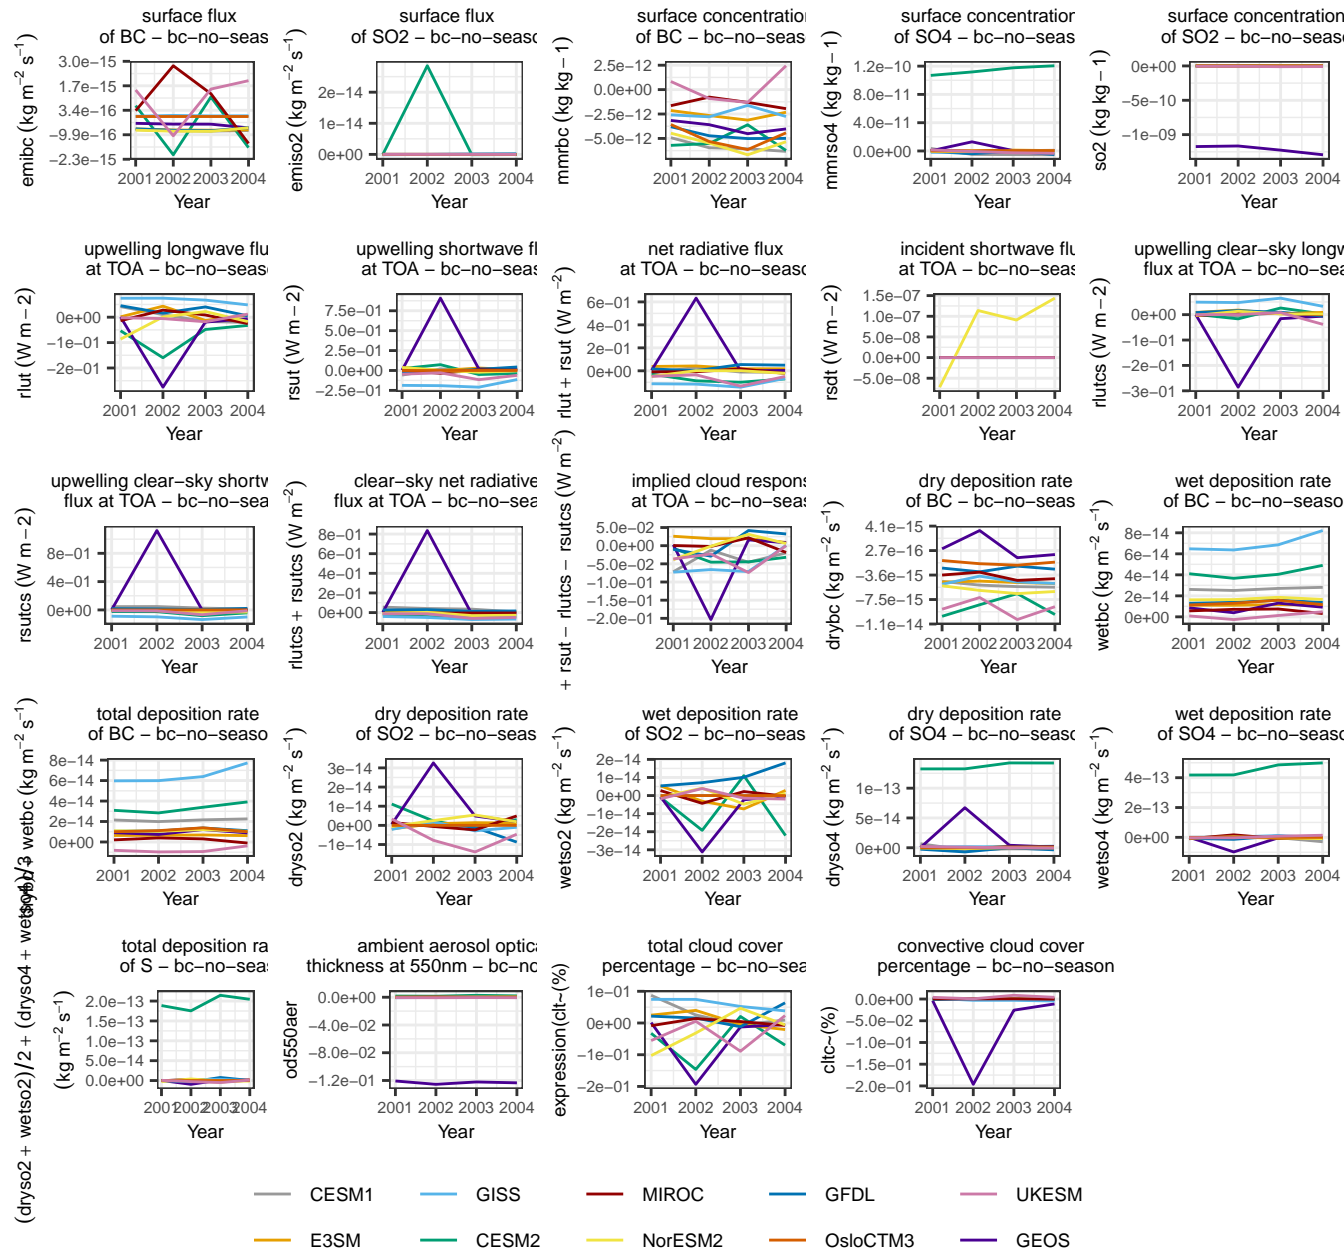 surface flux
of BC − bc−no−seas
emibc (kg m−2 s−1)
3.0e−15
1.7e−15
3.4e−16
−9.9e−16
−2.3e−15
2001 2002 2003 2004
Year
surface flux
of SO2 − bc−no−seas
emiso2 (kg m−2 s−1)
2e−14
1e−14
0e+00
2001 2002 2003 2004
Year
surface concentration
of BC − bc−no−seas
mmrbc (kg kg − 1)
2.5e−12
0.0e+00
−2.5e−12
−5.0e−12
2001 2002 2003 2004
Year
surface concentration
of SO4 − bc−no−seas
mmrso4 (kg kg − 1)
1.2e−10
8.0e−11
4.0e−11
0.0e+00
2001 2002 2003 2004
Year
surface concentration
of SO2 − bc−no−seas
so2 (kg kg − 1)
0e+00
−5e−10
−1e−09
2001 2002 2003 2004
Year
upwelling longwave flu
at TOA − bc−no−seas
rlut (W m − 2)
0e+00
−1e−01
−2e−01
2001 2002 2003 2004
Year
upwelling shortwave fl
at TOA − bc−no−seas
rsut (W m − 2)
7.5e−01
5.0e−01
2.5e−01
0.0e+00
−2.5e−01
2001 2002 2003 2004
Year
net radiative flux
at TOA − bc−no−seas
rlut + rsut (W m−2)
6e−01
4e−01
2e−01
0e+00
2001 2002 2003 2004
Year
incident shortwave flu
at TOA − bc−no−seas
rsdt (W m − 2)
1.5e−07
1.0e−07
5.0e−08
0.0e+00
−5.0e−08
2001 2002 2003 2004
Year
upwelling clear−sky longw
flux at TOA − bc−no−seas
rlutcs (W m − 2)
0e+00
−1e−01
−2e−01
−3e−01
2001 2002 2003 2004
Year
upwelling clear−sky shortw
flux at TOA − bc−no−sea
rsutcs (W m − 2)
8e−01
4e−01
0e+00
2001 2002 2003 2004
Year
clear−sky net radiative
flux at TOA − bc−no−sea
rlutcs + rsutcs (W m−2)
8e−01
6e−01
4e−01
2e−01
0e+00
2001 2002 2003 2004
Year
implied cloud respons
at TOA − bc−no−seas
+ rsut − rlutcs − rsutcs (W m−2)
5.0e−02
0.0e+00
−5.0e−02
−1.0e−01
−1.5e−01
−2.0e−01
2001 2002 2003 2004
Year
dry deposition rate
of BC − bc−no−seas
drybc (kg m−2 s−1)
4.1e−15
2.7e−16
−3.6e−15
−7.5e−15
−1.1e−14
2001 2002 2003 2004
Year
wet deposition rate
of BC − bc−no−seaso
wetbc (kg m−2 s−1)
8e−14
6e−14
4e−14
2e−14
0e+00
2001 2002 2003 2004
Year
total deposition rate
of BC − bc−no−seaso
wetbc (kg m−2 s−1)
8e−14
6e−14
4e−14
2e−14
0e+00
2001 2002 2003 2004
Year
dry deposition rate
of SO2 − bc−no−seas
dryso2 (kg m−2 s−1)
3e−14
2e−14
1e−14
0e+00
−1e−14
2001 2002 2003 2004
Year
wet deposition rate
of SO2 − bc−no−seas
wetso2 (kg m−2 s−1)
2e−14
1e−14
0e+00
−1e−14
−2e−14
−3e−14
2001 2002 2003 2004
Year
dry deposition rate
of SO4 − bc−no−seasc
dryso4 (kg m−2 s−1)
1e−13
5e−14
0e+00
2001 2002 2003 2004
Year
wet deposition rate
of SO4 − bc−no−seas
wetso4 (kg m−2 s−1)
4e−13
2e−13
1e−13
0e+00
2001 2002 2003 2004
Year
total deposition ra
of S − bc−no−seas
(dryso2 + wetso2)/2 + (dryso4 + wetso4)/3
(kg m−2 s−1)
2.0e−13
1.5e−13
1.0e−13
5.0e−14
0.0e+00
2001 2002 2003 2004
Year
ambient aerosol optica
thickness at 550nm − bc−no
od550aer
0.0e+00
−4.0e−02
−8.0e−02
−1.2e−01
2001 2002 2003 2004
Year
total cloud cover
percentage − bc−no−sea
expression(clt~(%)
1e−01
0e+00
−1e−01
−2e−01
2001 2002 2003 2004
Year
convective cloud cover
percentage − bc−no−season
cltc~(%)
0.0e+00
−5.0e−02
−1.0e−01
−1.5e−01
−2.0e−01
2001 2002 2003 2004
Year
CESM1 GISS MIROC GFDL UKESM
E3SM CESM2 NorESM2 OsloCTM3 GEOS